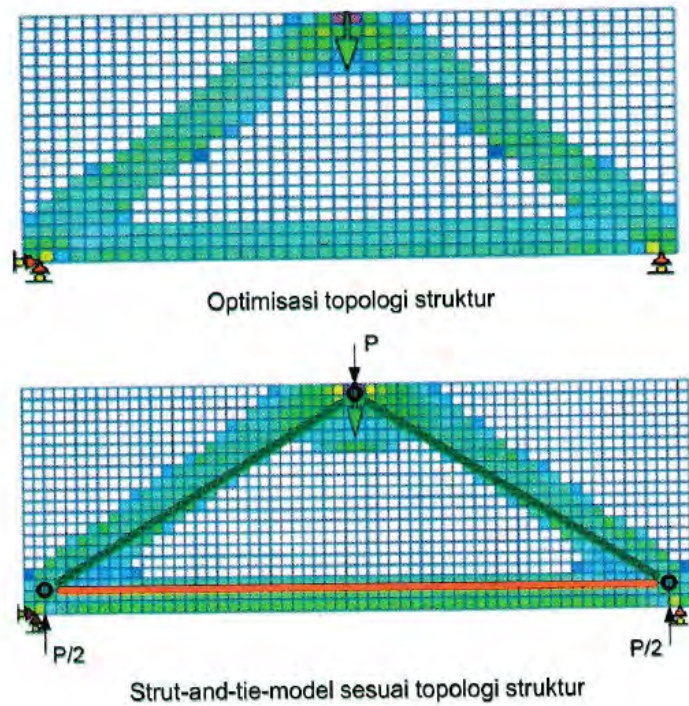 Optimisasi topologi struktur
P
P/2
P/2
Strut-and-tie-model sesuai topologi struktur